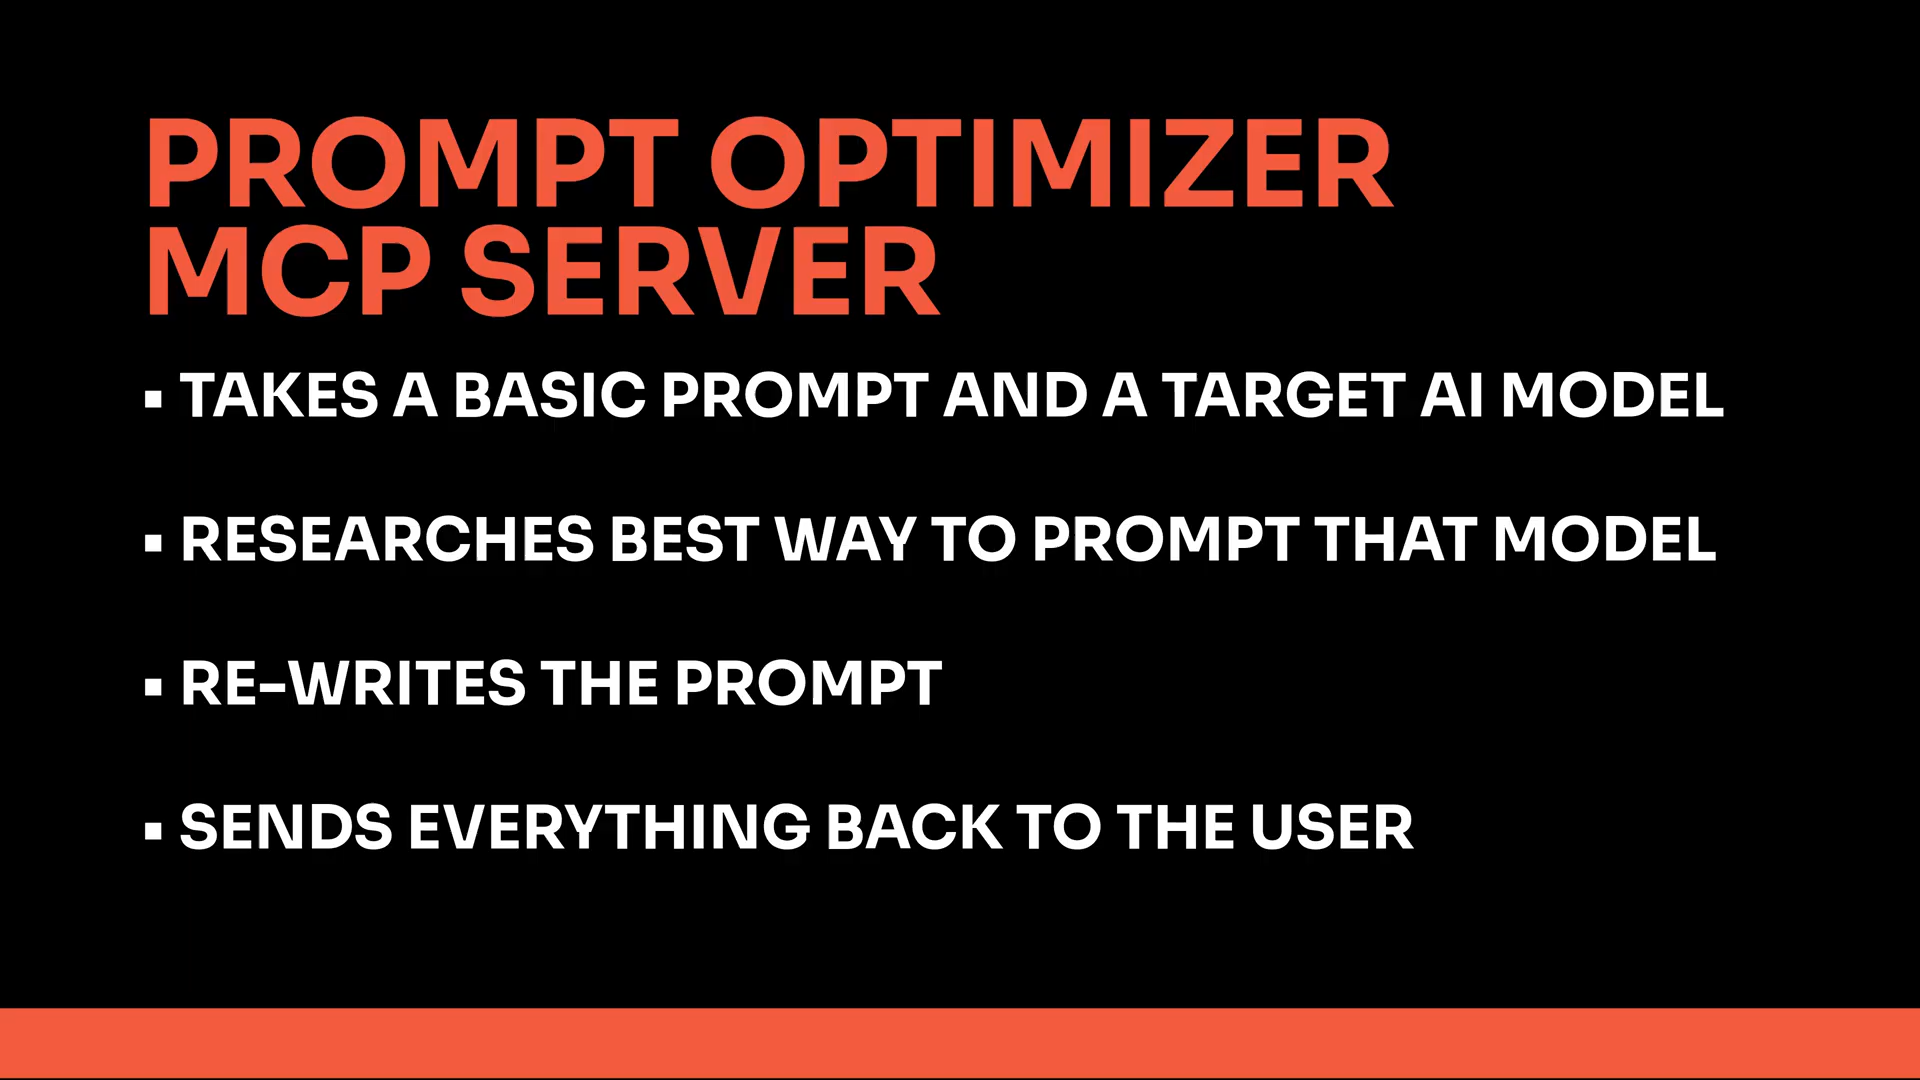 PROMPT OPTIMIZER
MCP SERVER
▪ TAKES A BASIC PROMPT AND A TARGET AI MODEL
▪ RESEARCHES BEST WAY TO PROMPT THAT MODEL
▪ RE-WRITES THE PROMPT
▪ SENDS EVERYTHING BACK TO THE USER